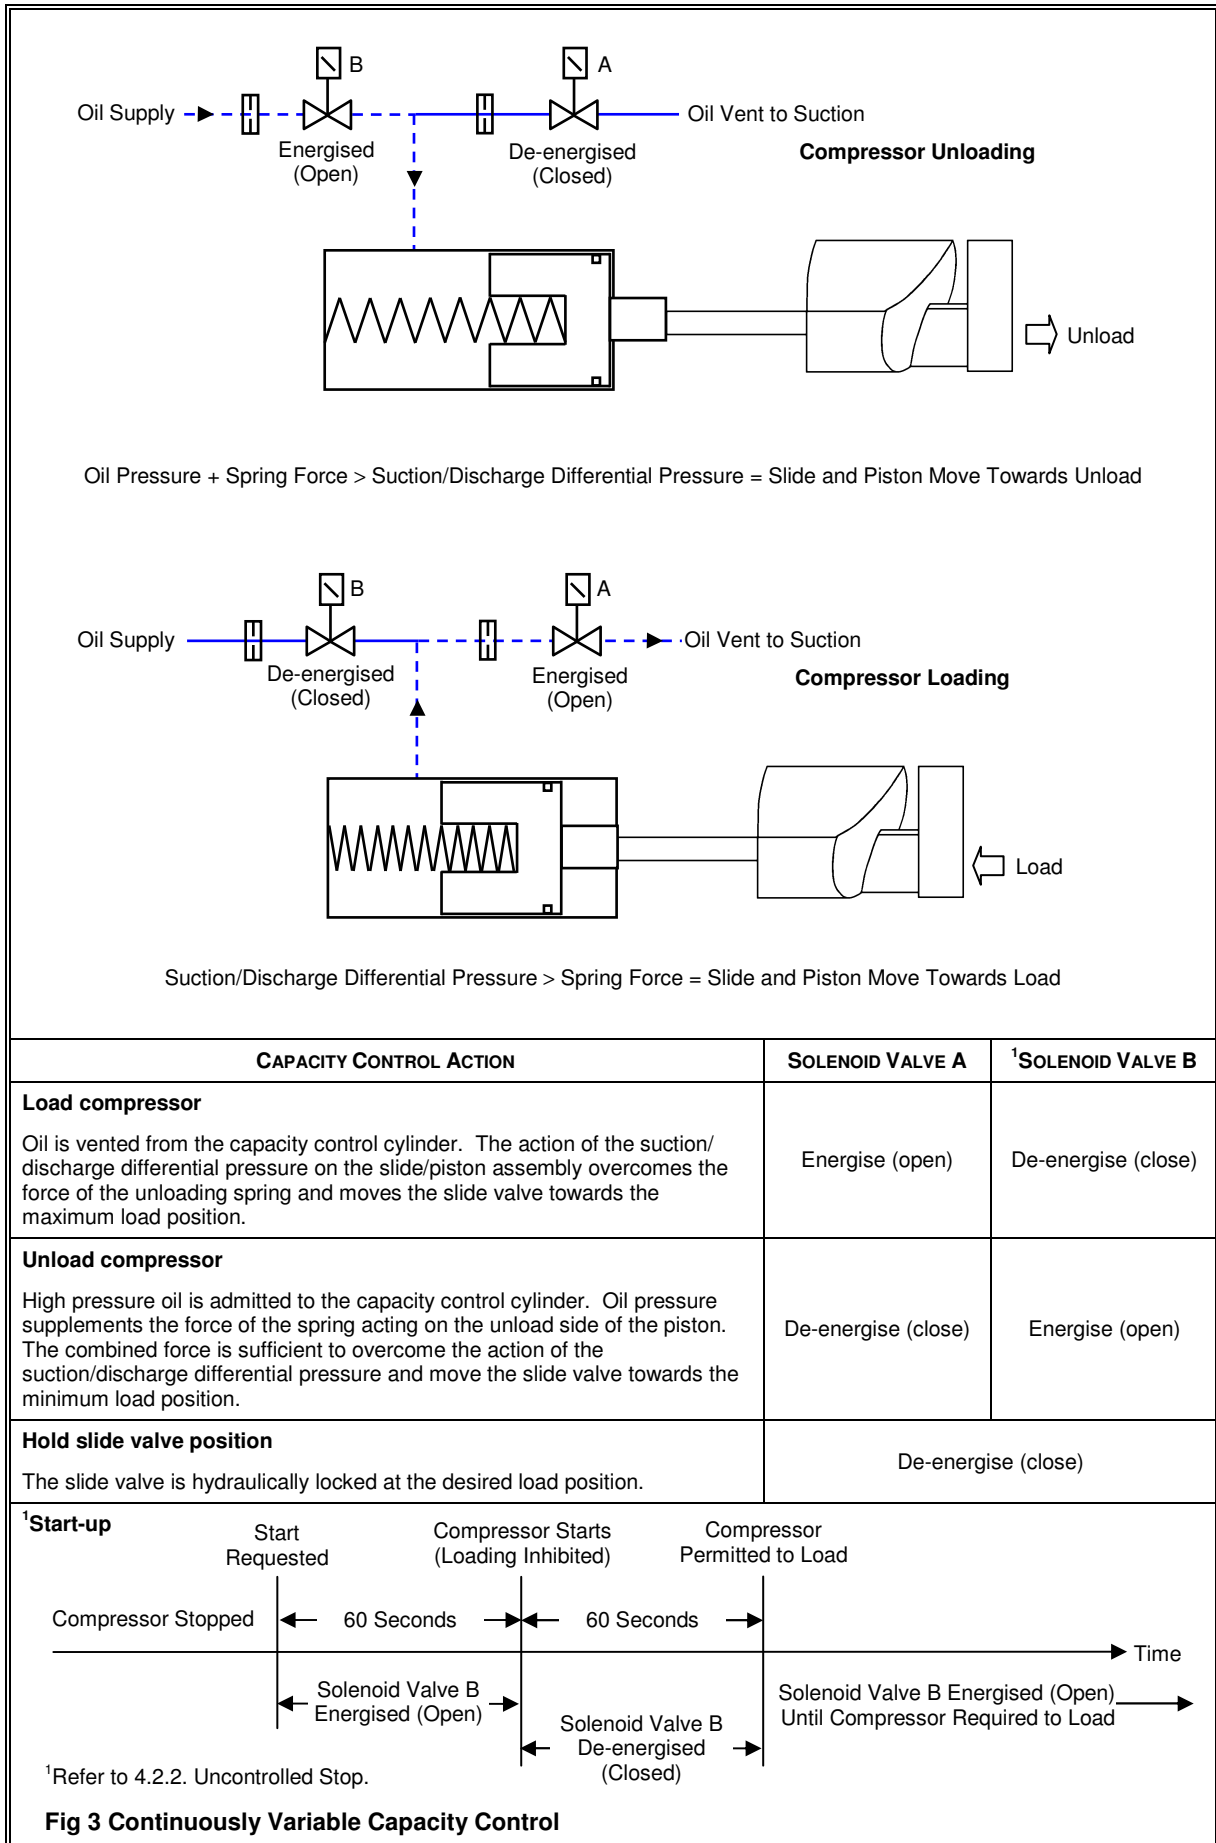 B
A
Oil Supply
Oil Vent to Suction
Energised
(Open)
De-energised
(Closed)
Compressor Unloading
Unload
Oil Pressure + Spring Force > Suction/Discharge Differential Pressure = Slide and Piston Move Towards Unload
B
A
Oil Supply
Oil Vent to Suction
De-energised
(Closed)
Energised
(Open)
Compressor Loading
Load
Suction/Discharge Differential Pressure > Spring Force = Slide and Piston Move Towards Load
CAPACITY CONTROL ACTION
SOLENOID VALVE A
¹SOLENOID VALVE B
Load compressor
Oil is vented from the capacity control cylinder. The action of the suction/
discharge differential pressure on the slide/piston assembly overcomes the
force of the unloading spring and moves the slide valve towards the
maximum load position.
Energise (open)
De-energise (close)
Unload compressor
High pressure oil is admitted to the capacity control cylinder. Oil pressure
supplements the force of the spring acting on the unload side of the piston.
The combined force is sufficient to overcome the action of the
suction/discharge differential pressure and move the slide valve towards the
minimum load position.
De-energise (close)
Energise (open)
Hold slide valve position
The slide valve is hydraulically locked at the desired load position.
De-energise (close)
¹Start-up
Start
Requested
Compressor Starts
(Loading Inhibited)
Compressor
Permitted to Load
Compressor Stopped
60 Seconds
60 Seconds
Time
Solenoid Valve B
Energised (Open)
Solenoid Valve B
De-energised
(Closed)
Solenoid Valve B Energised (Open)
Until Compressor Required to Load
¹Refer to 4.2.2. Uncontrolled Stop.
Fig 3 Continuously Variable Capacity Control